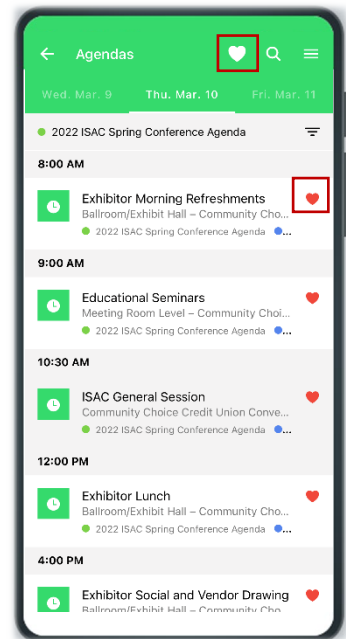 Agendas
Wed. Mar. 9 Thu. Mar. 10 Fri. Mar. 11
2022 ISAC Spring Conference Agenda
8:00 AM
Exhibitor Morning Refreshments
Ballroom/Exhibit Hall – Community Cho...
2022 ISAC Spring Conference Agenda ...
9:00 AM
Educational Seminars
Meeting Room Level – Community Choi...
2022 ISAC Spring Conference Agenda ...
10:30 AM
ISAC General Session
Community Choice Credit Union Conve...
2022 ISAC Spring Conference Agenda ...
12:00 PM
Exhibitor Lunch
Ballroom/Exhibit Hall – Community Cho...
2022 ISAC Spring Conference Agenda ...
4:00 PM
Exhibitor Social and Vendor Drawing
Ballroom/Exhibit Hall – Community Cho